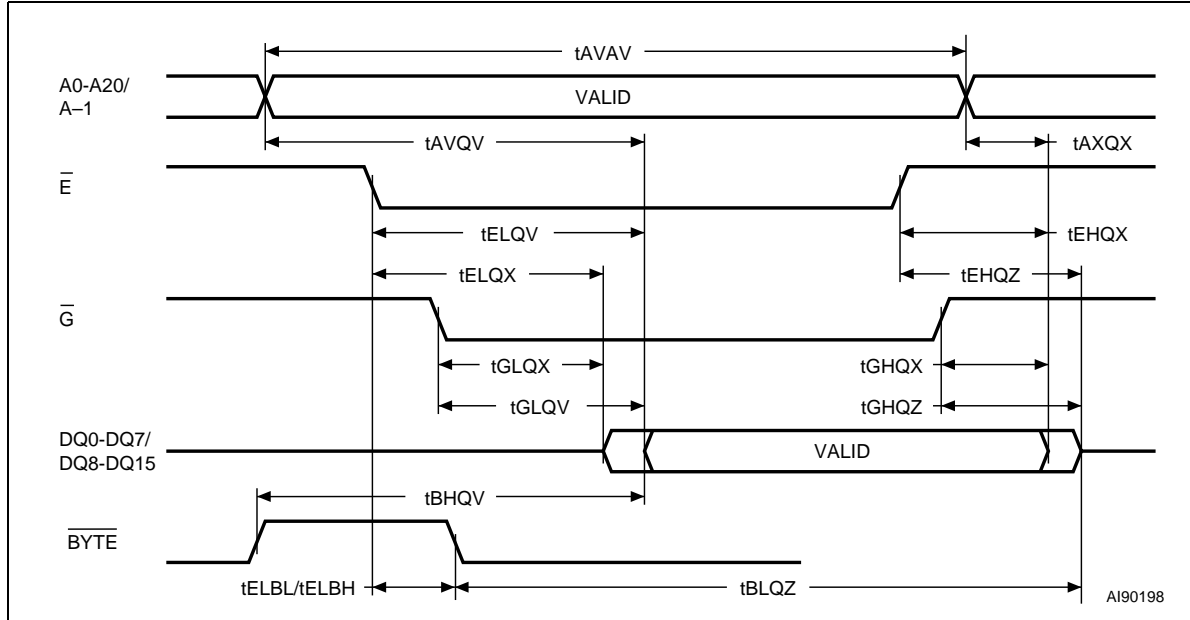 tAVAV
A0-A20/
A–1
VALID
tAVQV
tAXQX
E
tELQV
tEHQX
tELQX
tEHQZ
G
tGLQX
tGHQX
tGLQV
tGHQZ
DQ0-DQ7/
DQ8-DQ15
VALID
tBHQV
BYTE
tELBL/tELBH
tBLQZ
AI90198